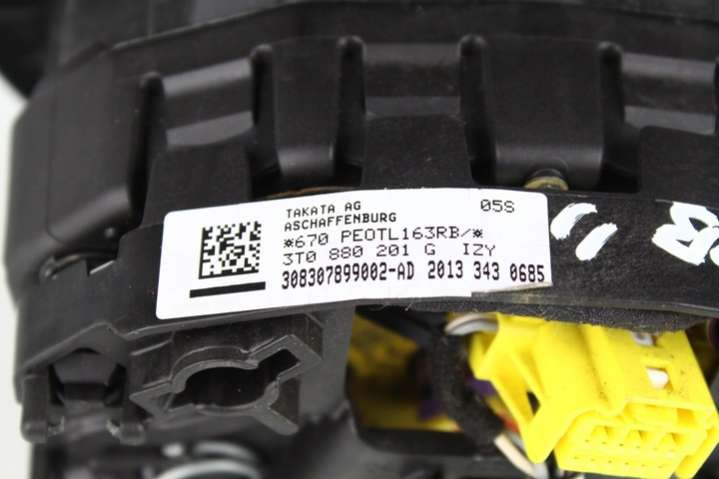 TAKATA AG 05S
ASCHAFFENBURG
*670 PEOTL163RB/*
3T0 880 201 G IZY
308307899002-AD 2013 343 0685